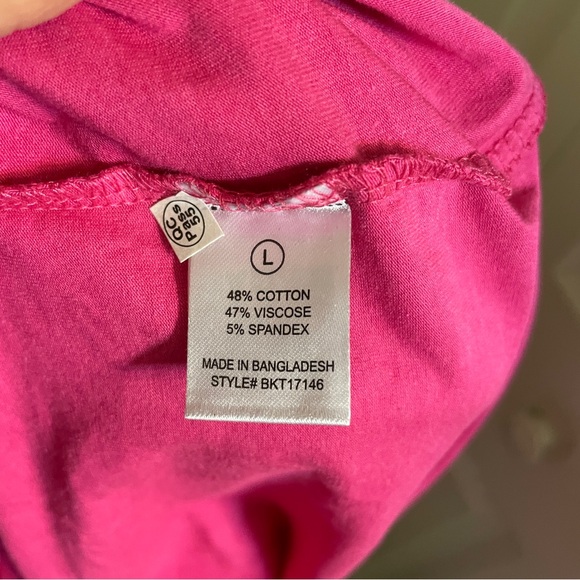 QC
Pass
55
L
48% COTTON
47% VISCOSE
5% SPANDEX
MADE IN BANGLADESH
STYLE# BKT17146